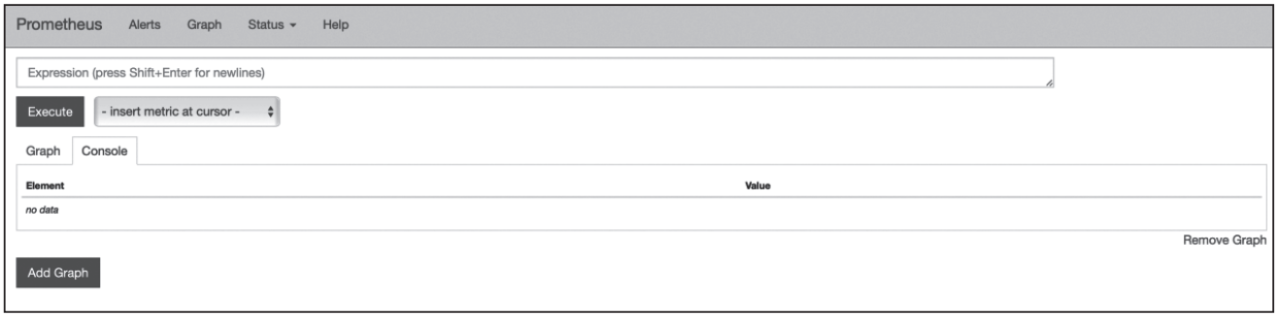 Prometheus Alerts Graph Status Help
Expression (press Shift+Enter for newlines)
Execute - insert metric at cursor -
Graph Console
Element Value
no data
Remove Graph
Add Graph